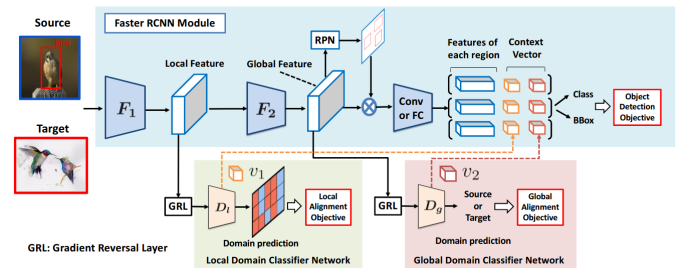 Source
Faster RCNN Module
Bird
Local Feature
Global Feature
RPN
Features of
each region
Context
Vector
F1
F2
Conv
or FC
Class
BBox
Object
Detection
Objective
Target
v1
v2
GRL
Dl
Local
Alignment
Objective
GRL
Dg
Source
or
Target
Global
Alignment
Objective
Domain prediction
Domain prediction
GRL: Gradient Reversal Layer
Local Domain Classifier Network
Global Domain Classifier Network